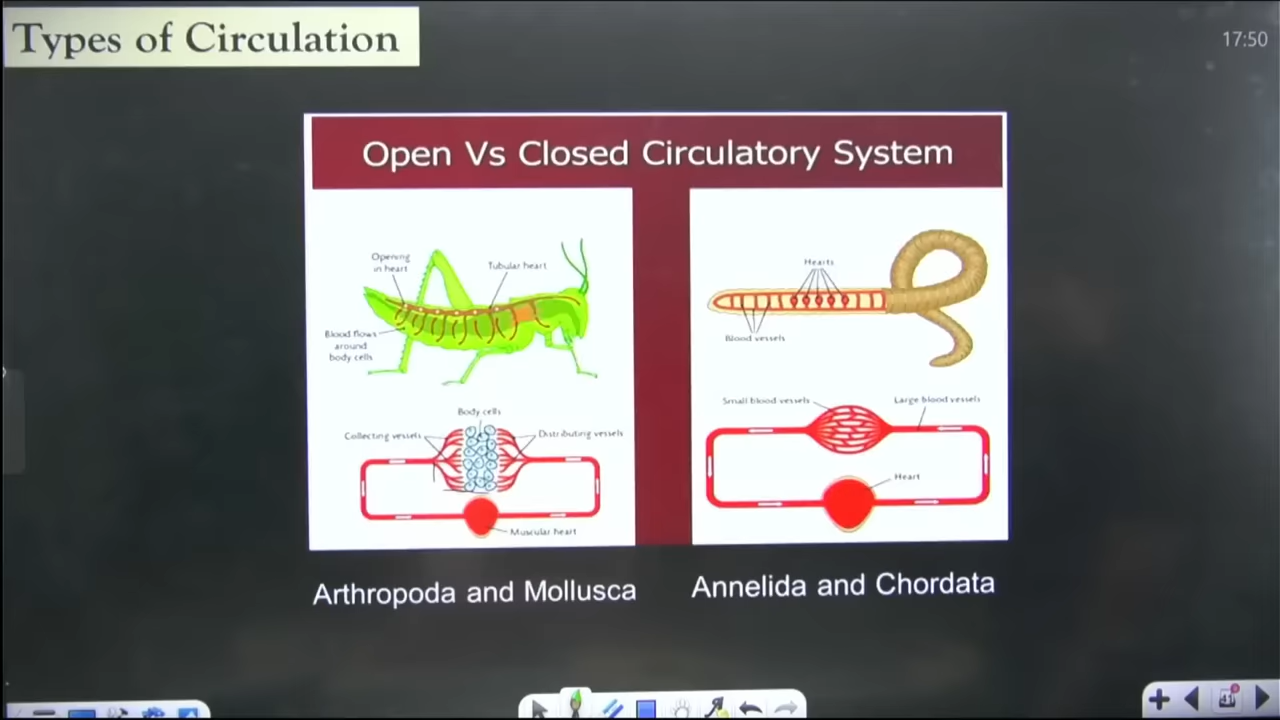 Types of Circulation
17:50
Open Vs Closed Circulatory System
Opening
in heart
Tubular heart
Blood flows
around
body cells
Body cells
Collecting vessels
Distributing vessels
Muscular heart
Hearts
Blood vessels
Small blood vessels
Large blood vessels
Heart
Arthropoda and Mollusca
Annelida and Chordata